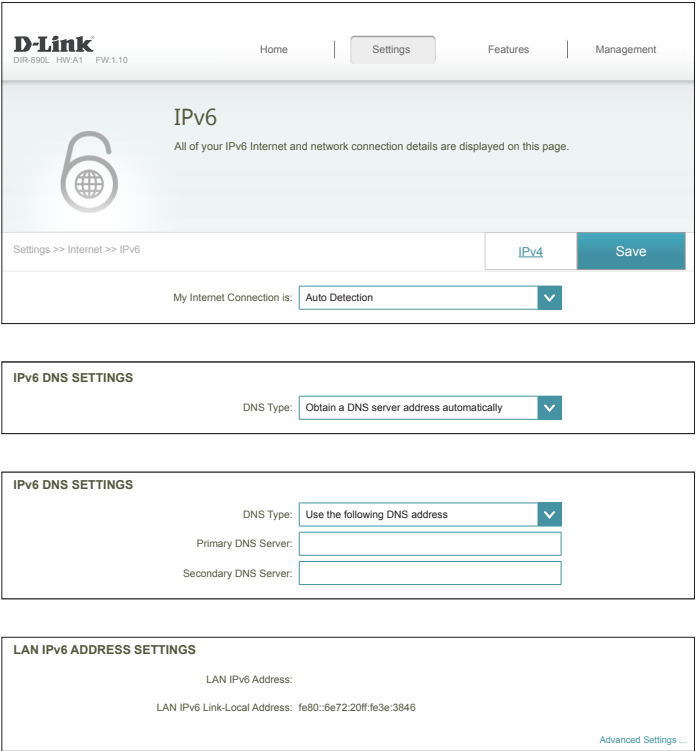 D-Link®
DIR-890L HW:A1 FW:1.10
Home
Settings
Features
Management
IPv6
All of your IPv6 Internet and network connection details are displayed on this page.
Settings >> Internet >> IPv6
IPv4
Save
My Internet Connection is: Auto Detection
IPv6 DNS SETTINGS
DNS Type: Obtain a DNS server address automatically
IPv6 DNS SETTINGS
DNS Type: Use the following DNS address
Primary DNS Server:
Secondary DNS Server:
LAN IPv6 ADDRESS SETTINGS
LAN IPv6 Address:
LAN IPv6 Link-Local Address: fe80::6e72:20ff:fe3e:3846
Advanced Settings ...